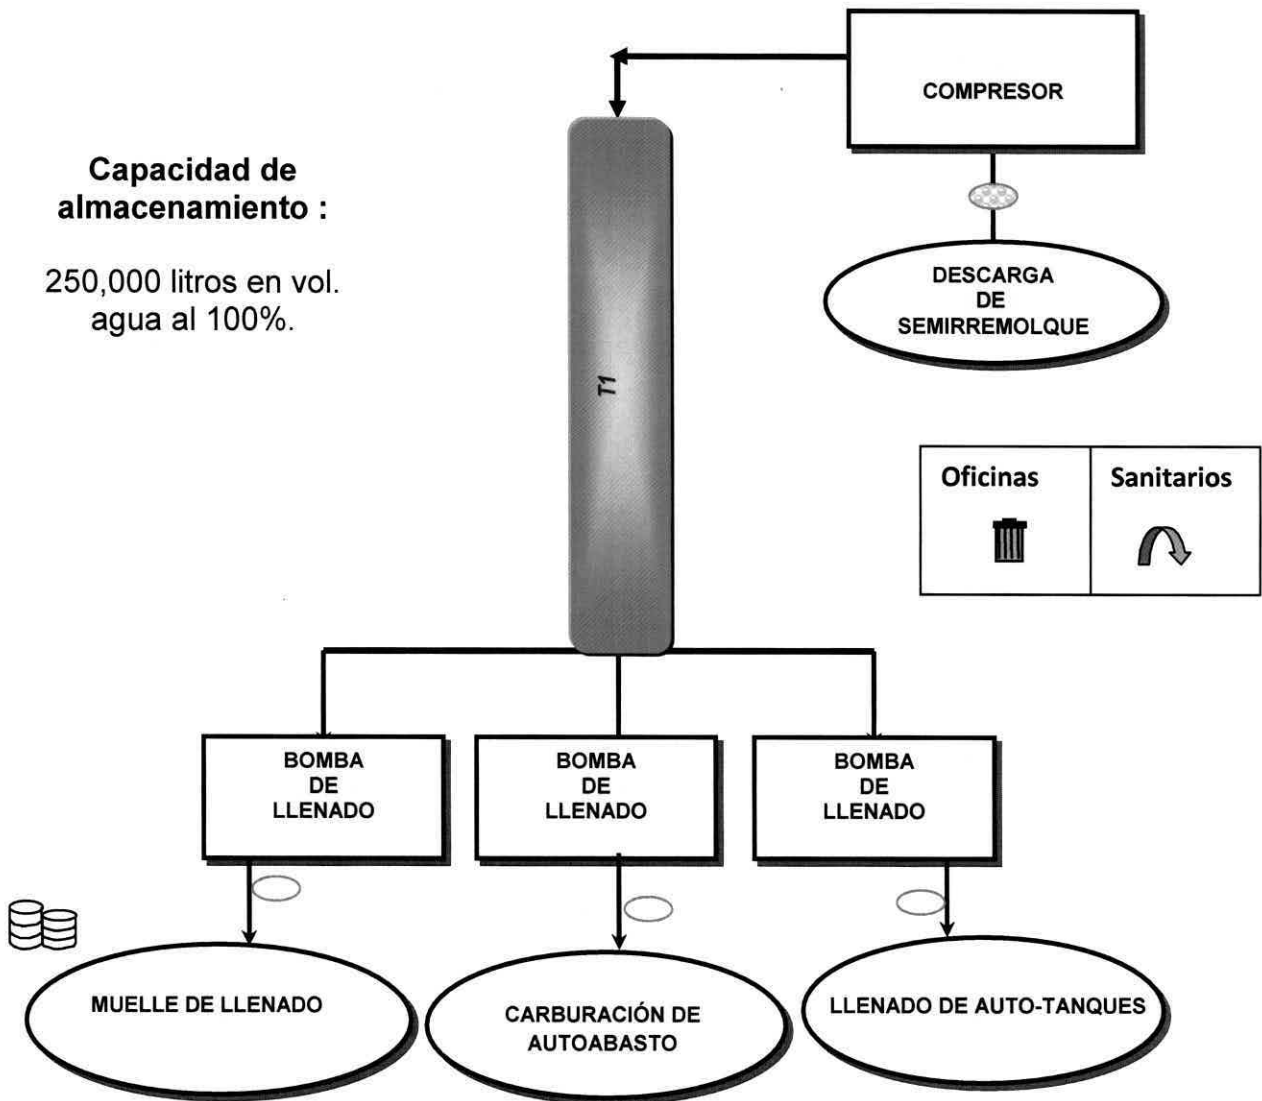 COMPRESOR
Capacidad de
almacenamiento :
250,000 litros en vol.
agua al 100%.
DESCARGA
DE
SEMIRREMOLQUE
T1
Oficinas
Sanitarios
BOMBA
DE
LLENADO
BOMBA
DE
LLENADO
BOMBA
DE
LLENADO
MUELLE DE LLENADO
CARBURACIÓN DE
AUTOABASTO
LLENADO DE AUTO-TANQUES